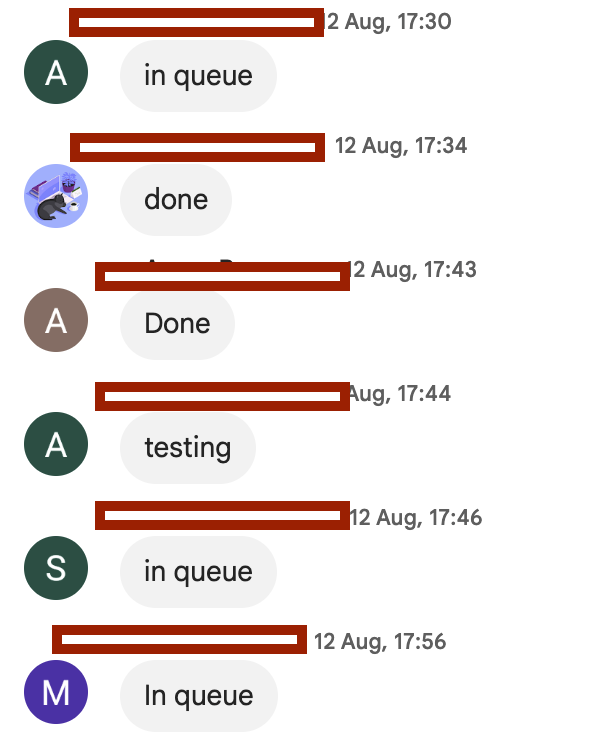 12 Aug, 17:30
A
in queue
12 Aug, 17:34
done
12 Aug, 17:43
A
Done
Aug, 17:44
A
testing
12 Aug, 17:46
S
in queue
12 Aug, 17:56
M
In queue